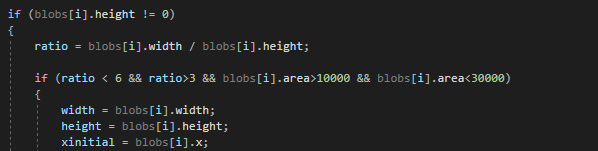 if (blobs[i].height != 0)
{
ratio = blobs[i].width / blobs[i].height;
if (ratio < 6 && ratio>3 && blobs[i].area>10000 && blobs[i].area<30000)
{
width = blobs[i].width;
height = blobs[i].height;
xinitial = blobs[i].x;